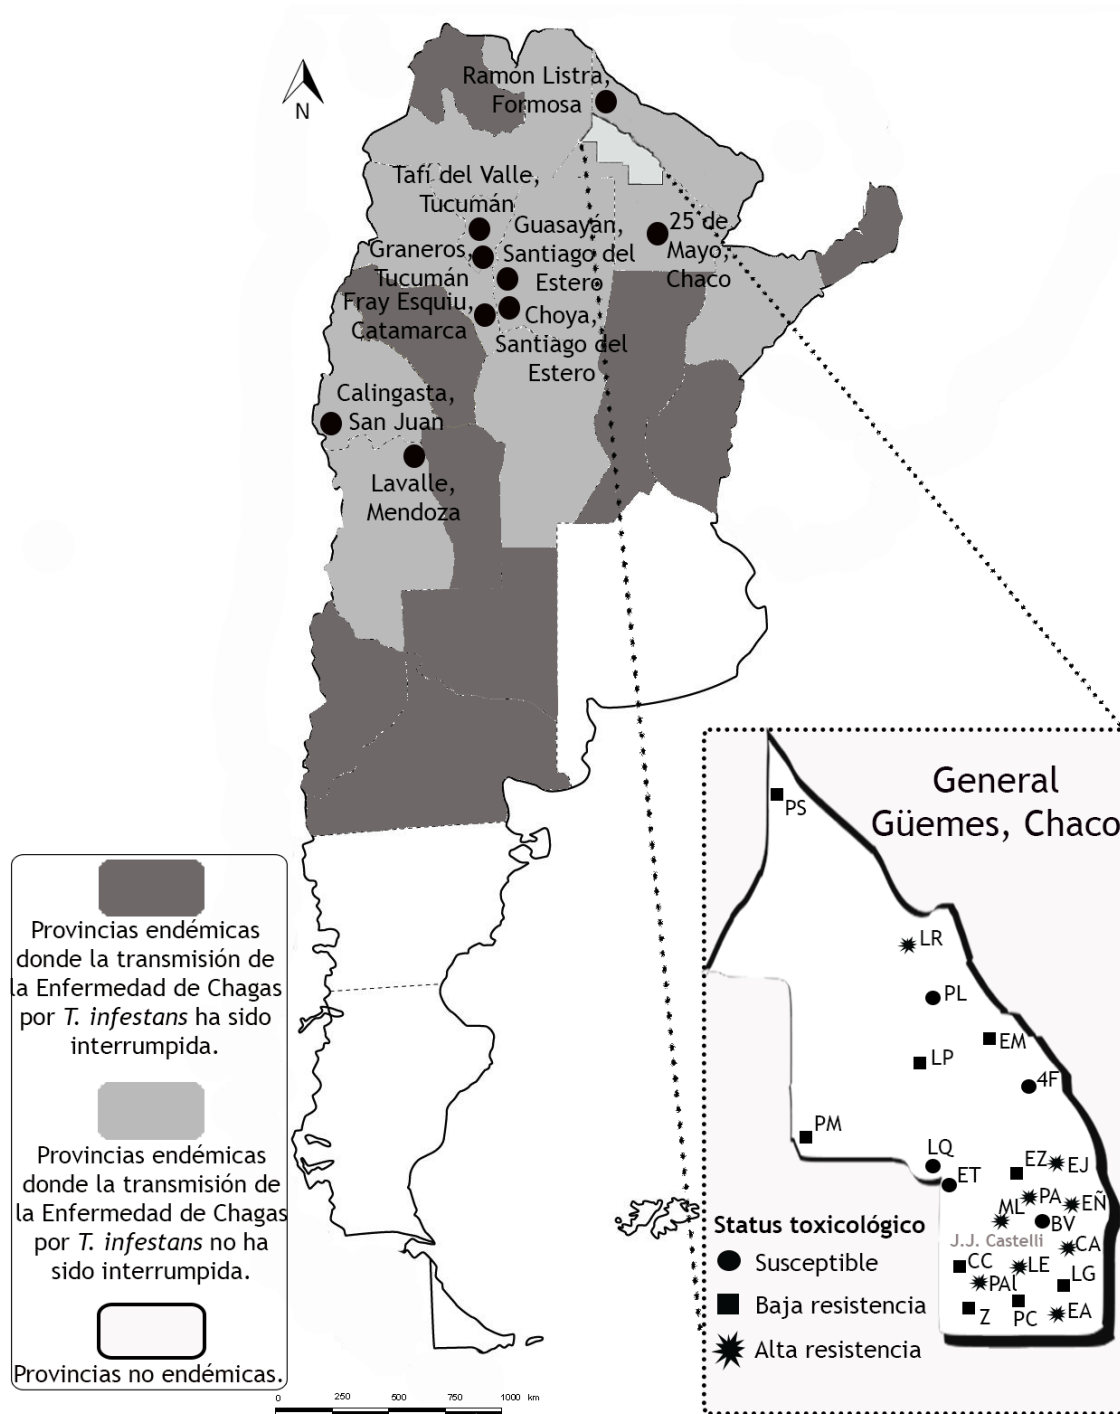 N
Ramón Listra,
Formosa
Tafí del Valle,
Tucumán
Graneros,
Tucumán
Guasayán,
Santiago del
Estero
25 de
Mayo,
Chaco
Fray Esquiu,
Catamarca
Choya,
Santiago del
Estero
Calingasta,
San Juan
Lavalle,
Mendoza
General
Güemes, Chaco
PS
LR
PL
EM
LP
4F
PM
LQ
ET
EZ
EJ
PA
EÑ
ML
BV
J.J. Castelli
CA
CC
LE
PAl
LG
Z
PC
EA
Status toxicológico
Susceptible
Baja resistencia
Alta resistencia
Provincias endémicas
donde la transmisión de
la Enfermedad de Chagas
por T. infestans ha sido
interrumpida.
Provincias endémicas
donde la transmisión de
la Enfermedad de Chagas
por T. infestans no ha
sido interrumpida.
Provincias no endémicas.
0 250 500 750 1000 km